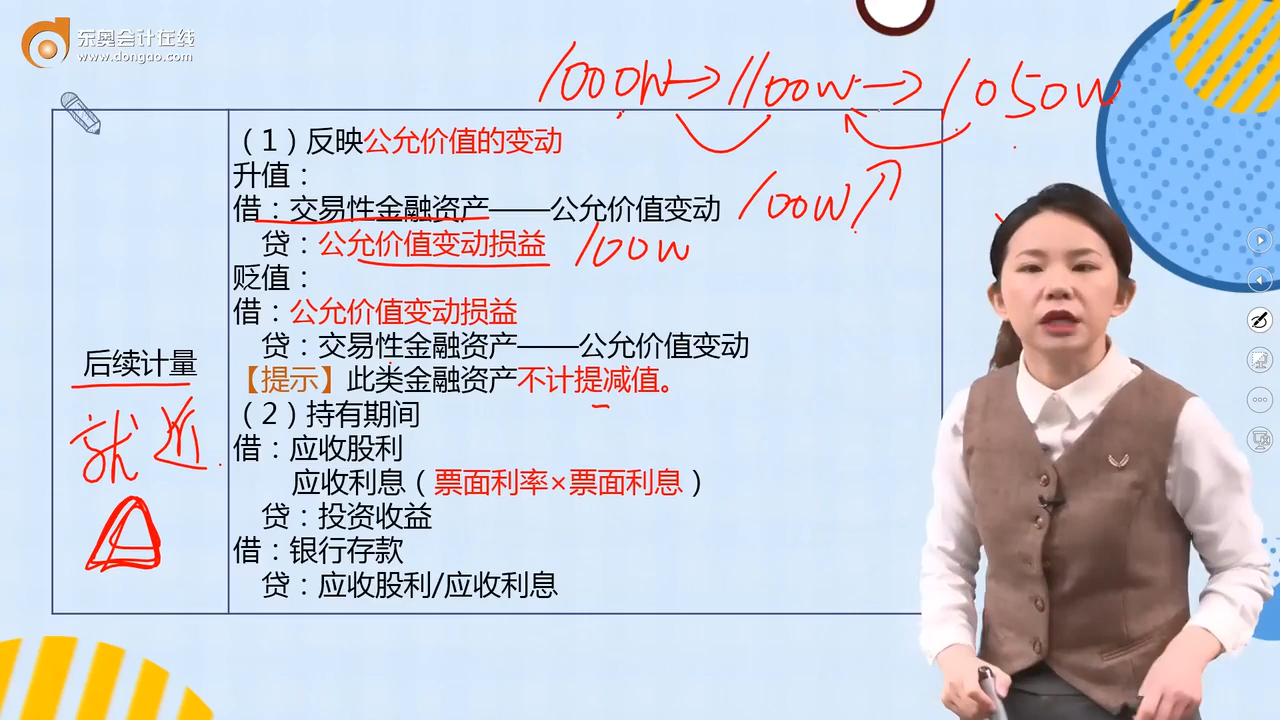 东奥会计在线
www.dongao.com
1000W→1100W→1050W
（1）反映公允价值的变动
升值：
借：交易性金融资产——公允价值变动 100W↑
贷：公允价值变动损益 100W
贬值：
借：公允价值变动损益
贷：交易性金融资产——公允价值变动
后续计量
【提示】此类金融资产不计提减值。
（2）持有期间
就近
借：应收股利
应收利息（票面利率×票面利息）
贷：投资收益
借：银行存款
贷：应收股利/应收利息